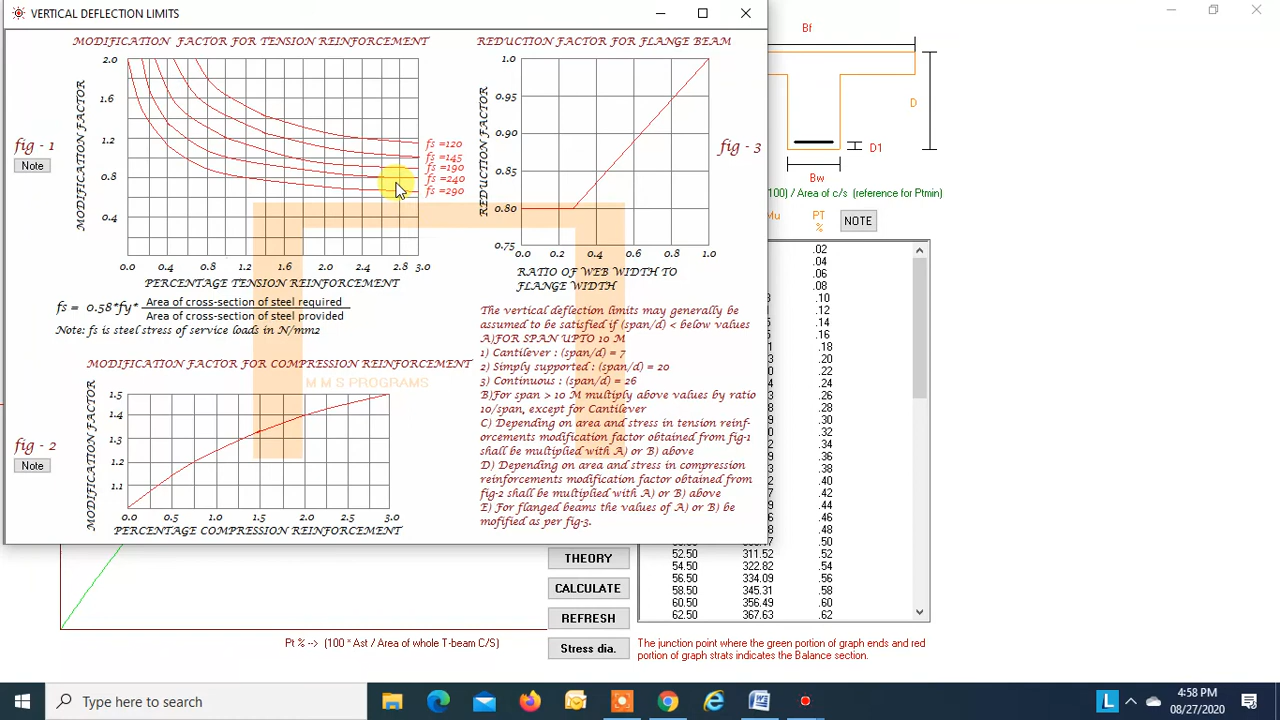 VERTICAL DEFLECTION LIMITS
MODIFICATION FACTOR FOR TENSION REINFORCEMENT
2.0
1.6
1.2
0.8
0.4
MODIFICATION FACTOR
fs =120
fs =145
fs =190
fs =240
fs =290
0.0 0.4 0.8 1.2 1.6 2.0 2.4 2.8 3.0
PERCENTAGE TENSION REINFORCEMENT
fig - 1
Note
fs = 0.58*fy* Area of cross-section of steel required
Area of cross-section of steel provided
Note: fs is steel stress of service loads in N/mm2
MODIFICATION FACTOR FOR COMPRESSION REINFORCEMENT
M M S PROGRAMS
1.5
1.4
1.3
1.2
1.1
MODIFICATION FACTOR
0.0 0.5 1.0 1.5 2.0 2.5 3.0
PERCENTAGE COMPRESSION REINFORCEMENT
fig - 2
Note
REDUCTION FACTOR FOR FLANGE BEAM
1.0
0.95
0.90
0.85
0.80
0.75
REDUCTION FACTOR
0.0 0.2 0.4 0.6 0.8 1.0
RATIO OF WEB WIDTH TO
FLANGE WIDTH
fig - 3
The vertical deflection limits may generally be
assumed to be satisfied if (span/d) < below values
A)FOR SPAN UPTO 10 M
1) Cantilever : (span/d) = 7
2) Simply supported : (span/d) = 20
3) Continuous : (span/d) = 26
B)For span > 10 M multiply above values by ratio
10/span, except for Cantilever
C) Depending on area and stress in tension reinf-
orcements modification factor obtained from fig-1
shall be multiplied with A) or B) above
D) Depending on area and stress in compression
reinforcements modification factor obtained from
fig-2 shall be multiplied with A) or B) above
E) For flanged beams the values of A) or B) be
mofified as per fig-3.
Bf
D
D1
Bw
100) / Area of c/s (reference for Ptmin)
Mu PT
%
NOTE
.02
.04
.06
.08
.10
.12
.14
.16
.18
.20
.22
.24
.26
.28
.30
.32
.34
.36
.38
.40
.42
.44
.46
.48
.50
52.50 311.52 .52
54.50 322.82 .54
56.50 334.09 .56
58.50 345.31 .58
60.50 356.49 .60
62.50 367.63 .62
THEORY
CALCULATE
REFRESH
Stress dia.
Pt % --> (100 * Ast / Area of whole T-beam C/S)
The junction point where the green portion of graph ends and red
portion of graph strats indicates the Balance section.
Type here to search
L
4:58 PM
08/27/2020